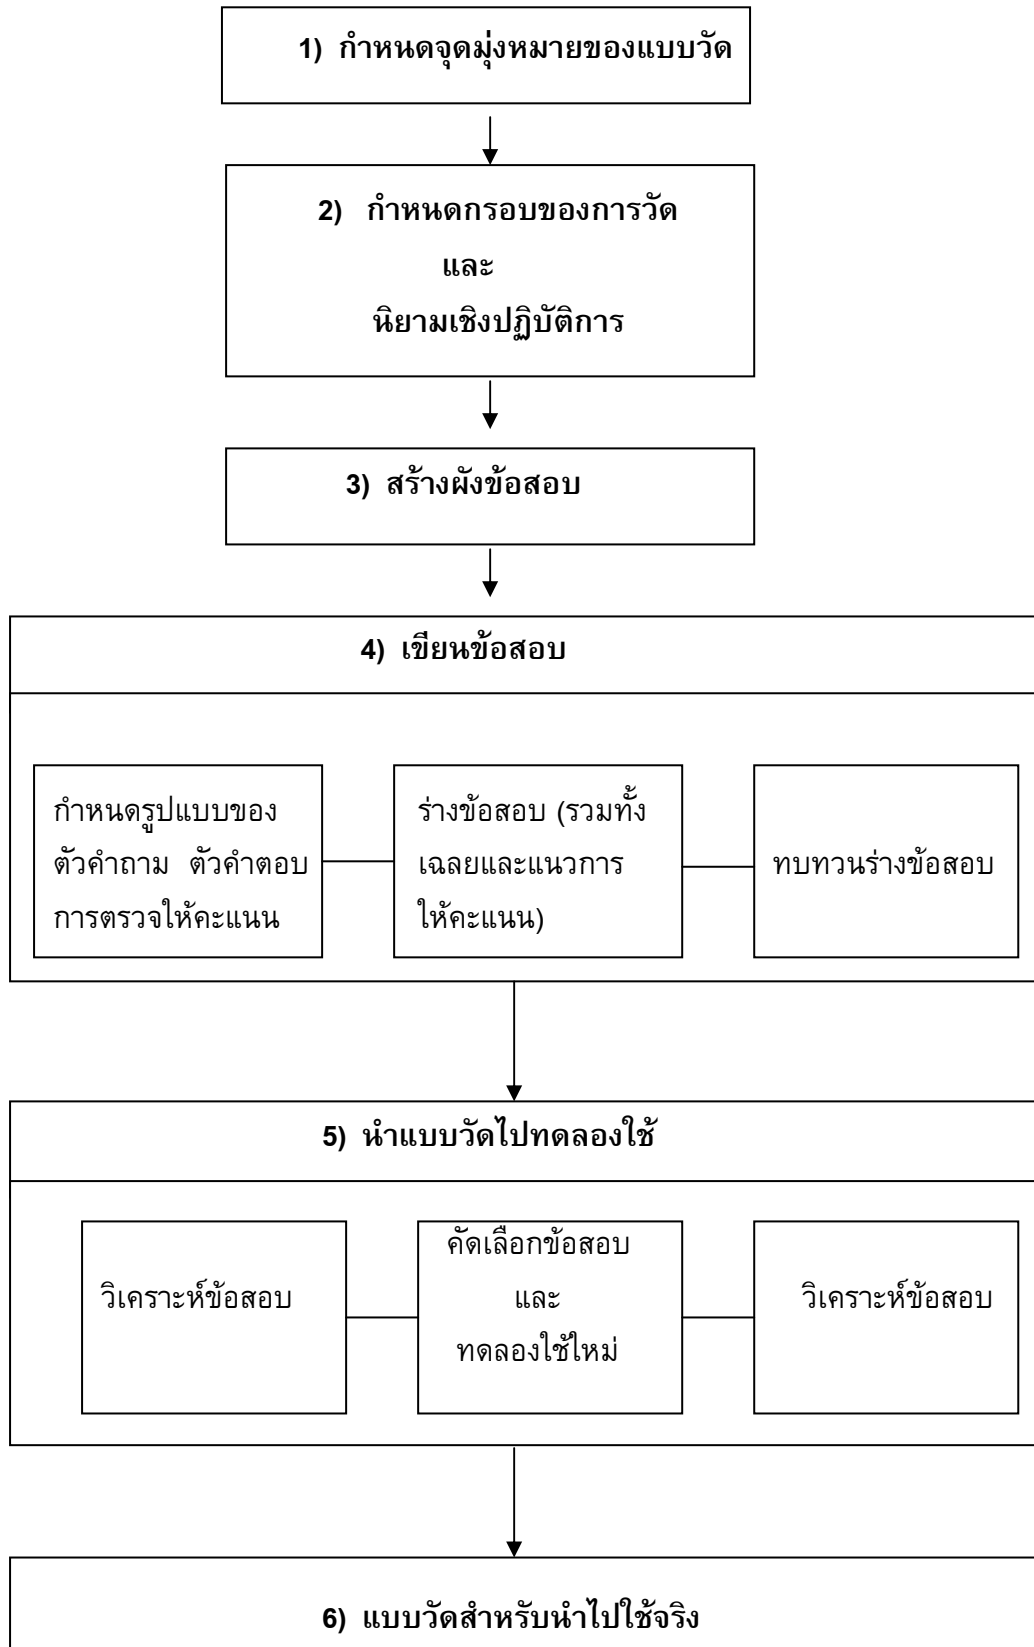 1) กำหนดจุดมุ่งหมายของแบบวัด
2) กำหนดกรอบของการวัด
และ
นิยามเชิงปฏิบัติการ
3) สร้างผังข้อสอบ
4) เขียนข้อสอบ
กำหนดรูปแบบของ
ตัวคำถาม ตัวคำตอบ
การตรวจให้คะแนน
ร่างข้อสอบ (รวมทั้ง
เฉลยและแนวการ
ให้คะแนน)
ทบทวนร่างข้อสอบ
5) นำแบบวัดไปทดลองใช้
วิเคราะห์ข้อสอบ
คัดเลือกข้อสอบ
และ
ทดลองใช้ใหม่
วิเคราะห์ข้อสอบ
6) แบบวัดสำหรับนำไปใช้จริง